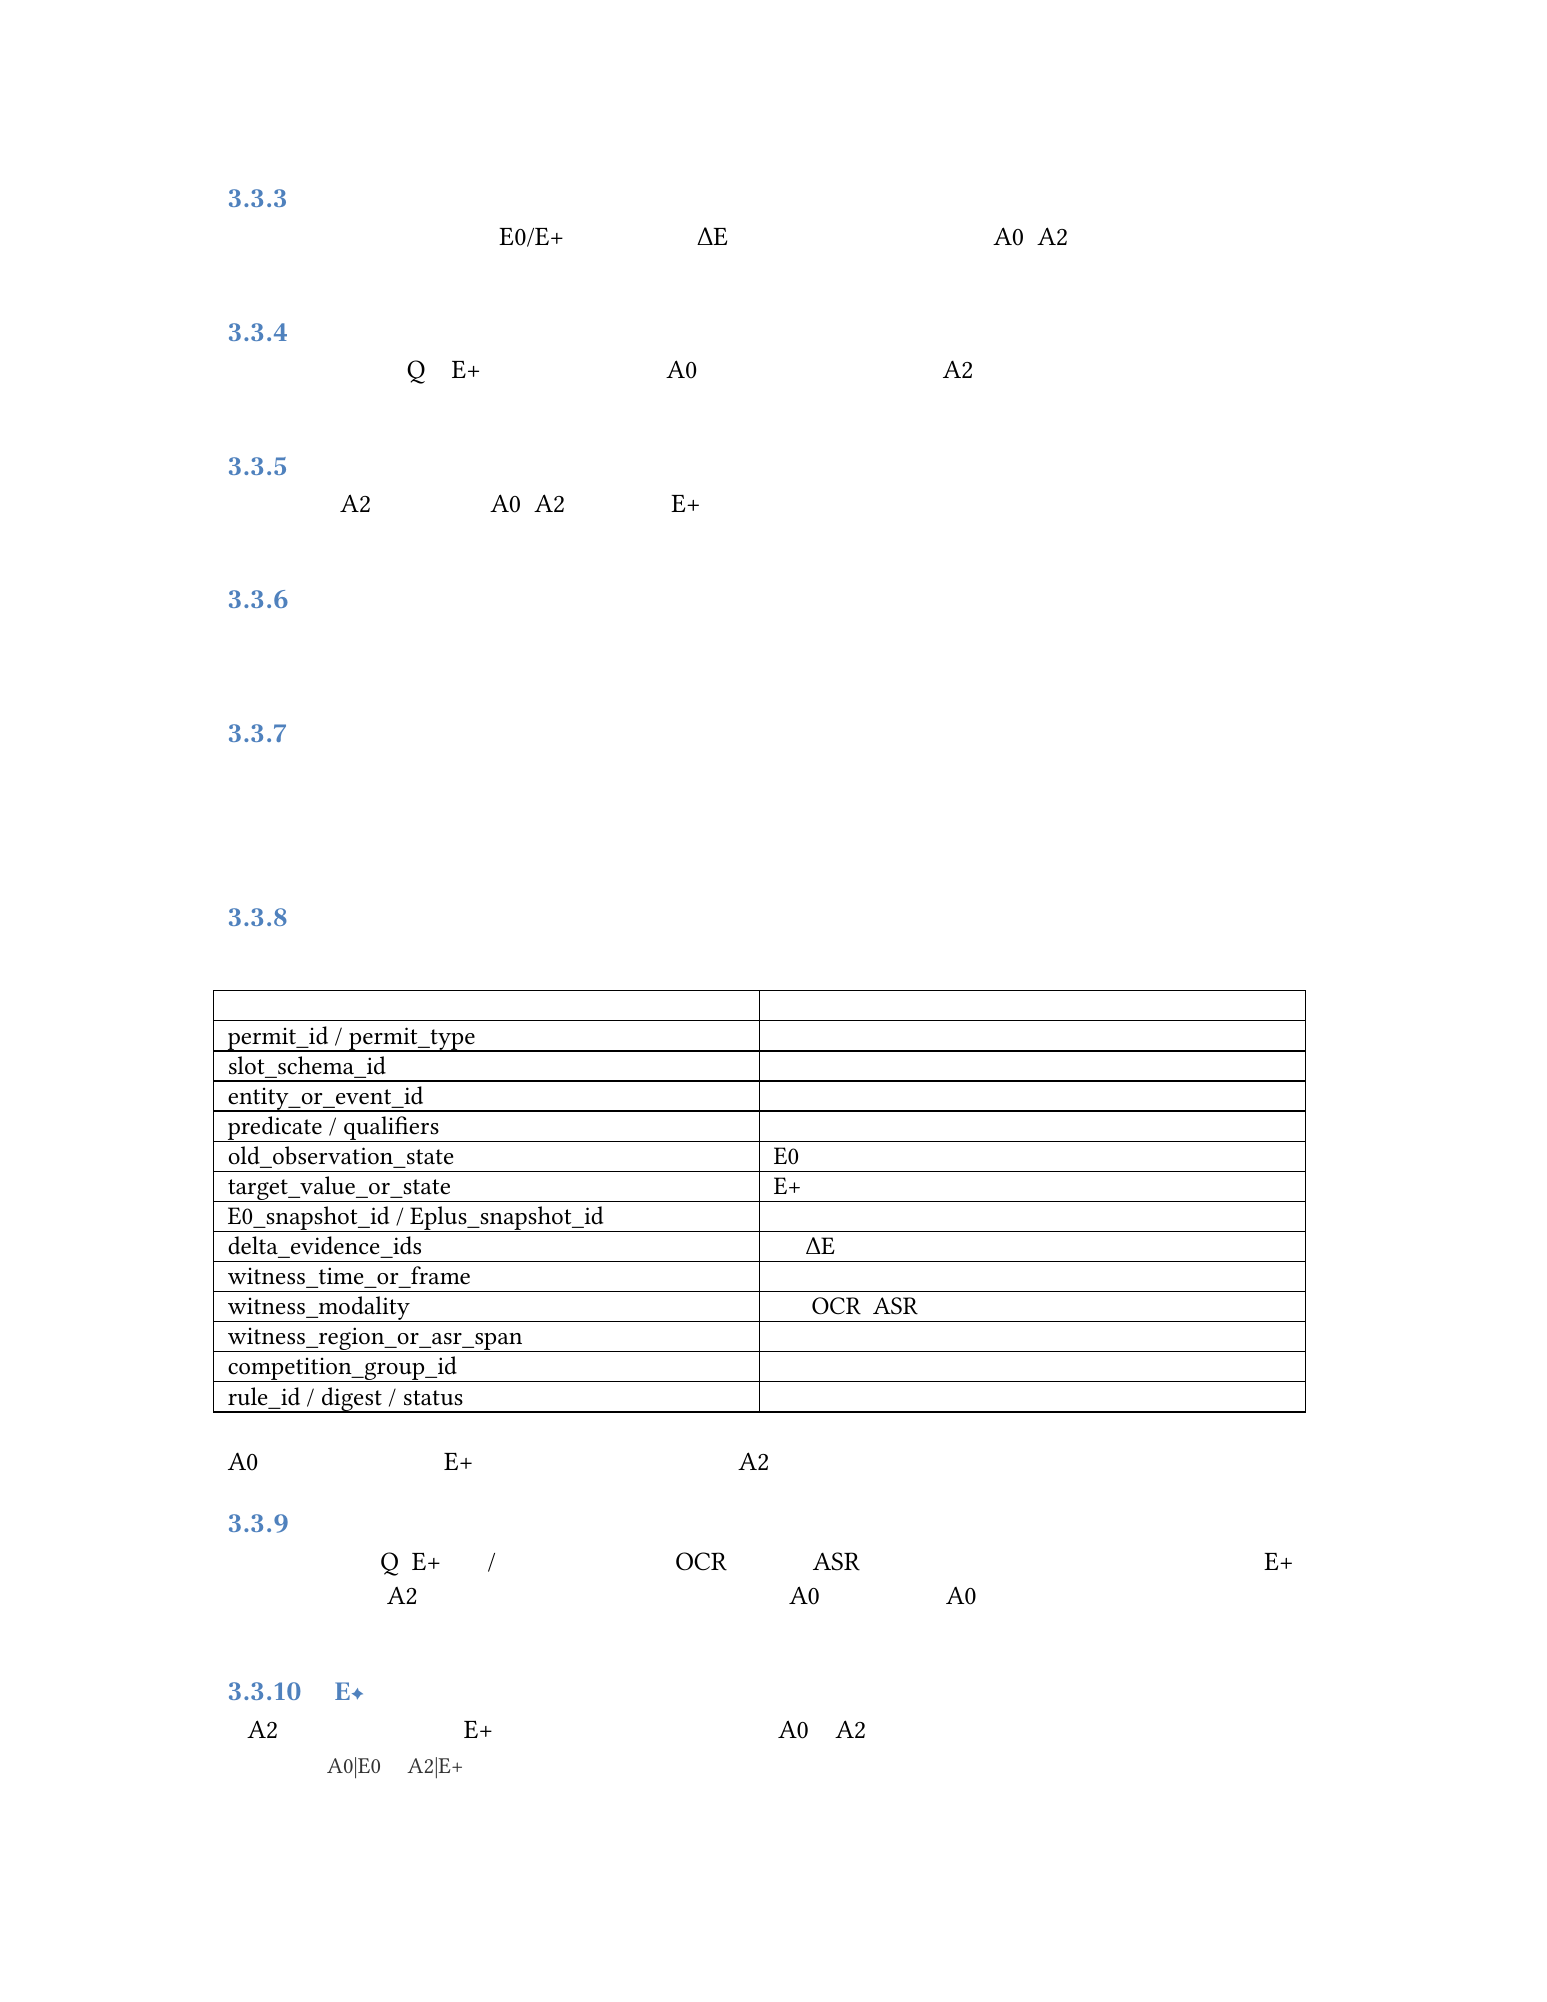 3.3.3
E0/E+ ΔE A0 A2
3.3.4
Q E+ A0 A2
3.3.5
A2 A0 A2 E+
3.3.6
3.3.7
3.3.8
permit_id / permit_type
slot_schema_id
entity_or_event_id
predicate / qualifiers
old_observation_state E0
target_value_or_state E+
E0_snapshot_id / Eplus_snapshot_id
delta_evidence_ids ΔE
witness_time_or_frame
witness_modality OCR ASR
witness_region_or_asr_span
competition_group_id
rule_id / digest / status
A0 E+ A2
3.3.9
Q E+ / OCR ASR E+
A2 A0 A0
3.3.10 E+
A2 E+ A0 A2
A0|E0 A2|E+